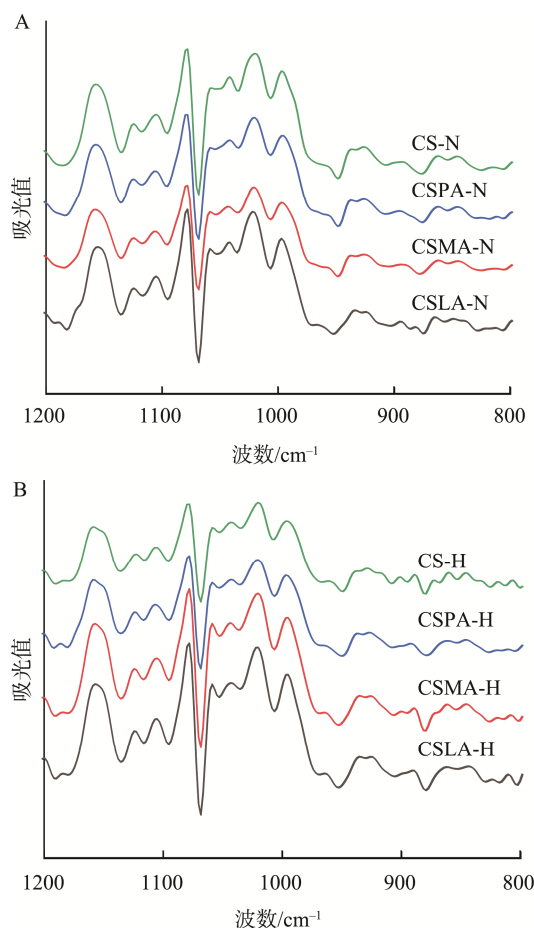 A
CS-N
CSPA-N
CSMA-N
CSLA-N
吸光值
1200 1100 1000 900 800
波数/cm⁻¹
B
CS-H
CSPA-H
CSMA-H
CSLA-H
吸光值
1200 1100 1000 900 800
波数/cm⁻¹